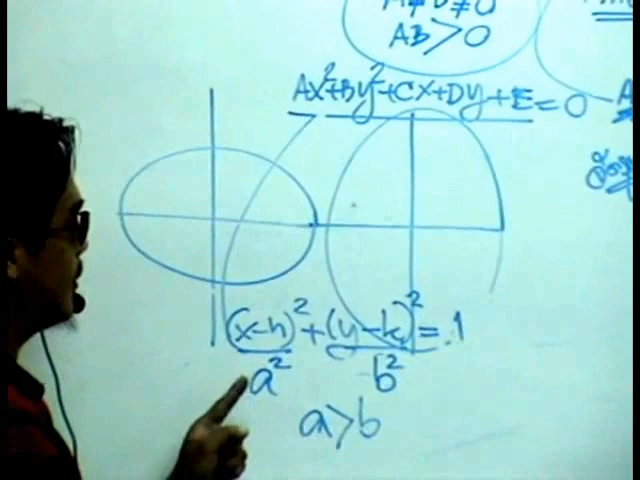 A ≠ B ≠ 0
AB > 0
Ax²+By²+Cx+Dy+E=0
(x-h)²/a² + (y-k)²/b² = 1
a>b